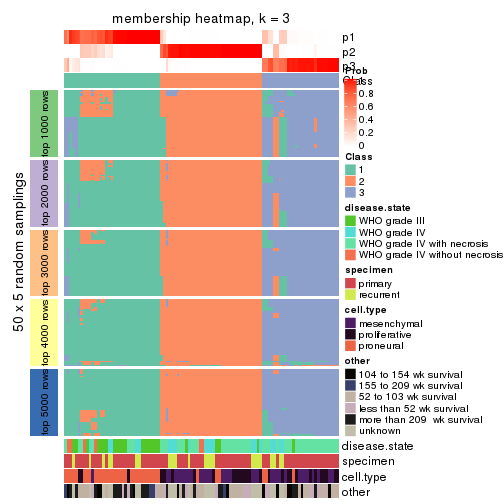 membership heatmap, k = 3
p1
p2
p3
Prob
Class
0.8
0.6
0.4
0.2
0
Class
1
2
3
disease.state
WHO grade III
WHO grade IV
WHO grade IV with necrosis
WHO grade IV without necrosis
specimen
primary
recurrent
cell.type
mesenchymal
proliferative
proneural
other
104 to 154 wk survival
155 to 209 wk survival
52 to 103 wk survival
less than 52 wk survival
more than 209 wk survival
unknown
50 x 5 random samplings
top 1000 rows
top 2000 rows
top 3000 rows
top 4000 rows
top 5000 rows
disease.state
specimen
cell.type
other